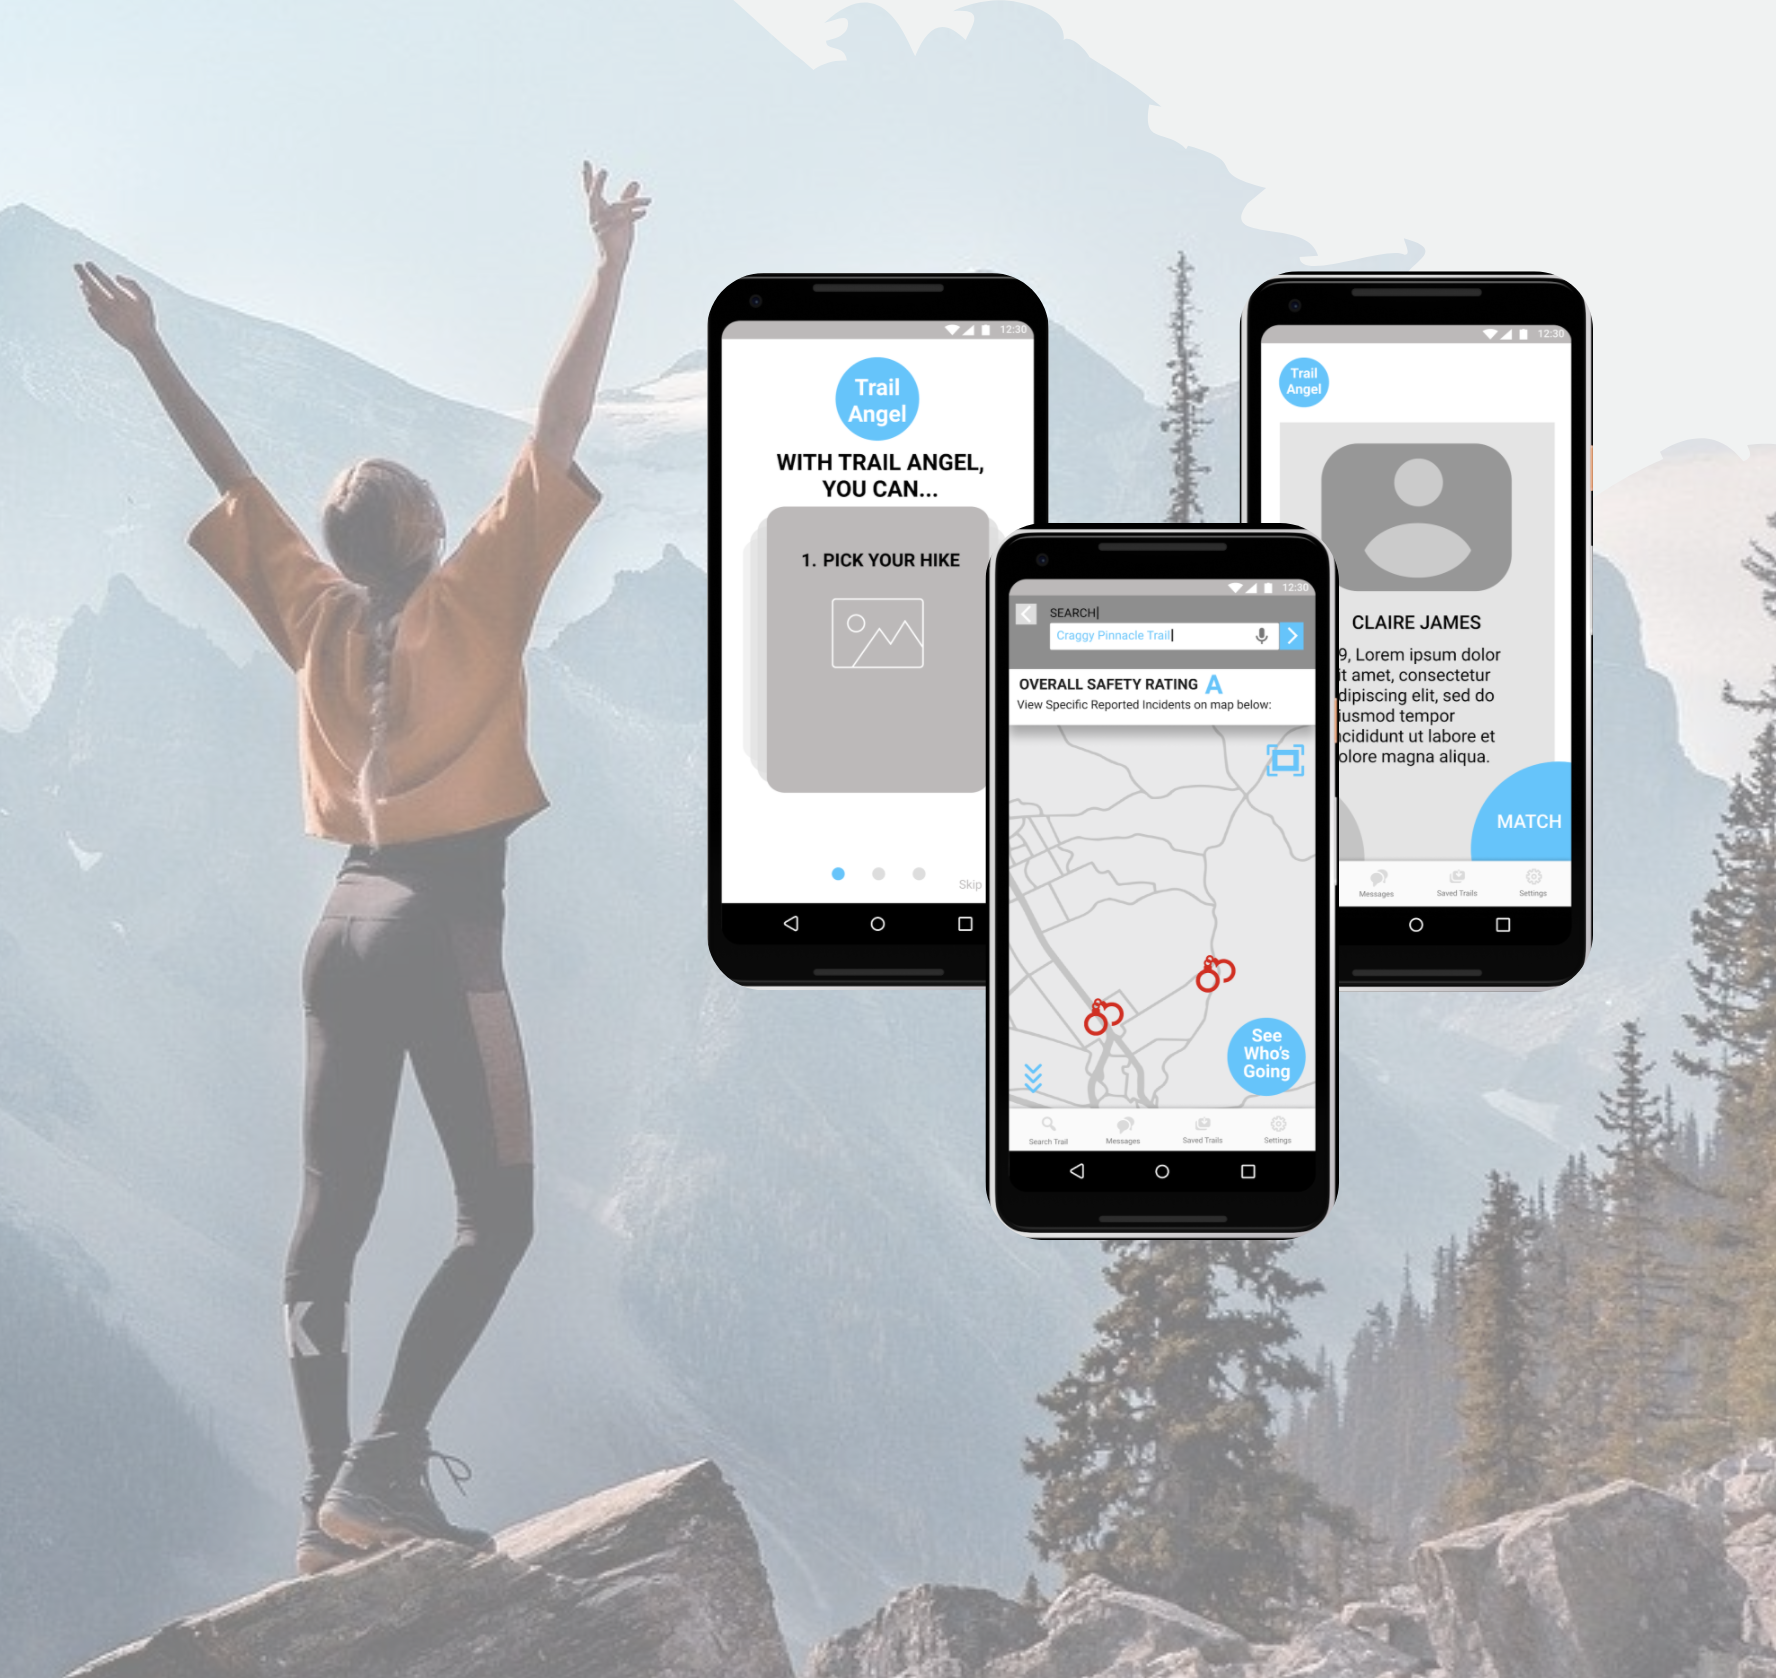 12:30
Trail
Angel
WITH TRAIL ANGEL,
YOU CAN...
1. PICK YOUR HIKE
Skip
12:30
SEARCH
Craggy Pinnacle Trail
OVERALL SAFETY RATING A
View Specific Reported Incidents on map below:
See
Who's
Going
Search Trail
Messages
Saved Trails
Settings
12:30
Trail
Angel
CLAIRE JAMES
9, Lorem ipsum dolor
it amet, consectetur
dipiscing elit, sed do
iusmod tempor
ncididunt ut labore et
olore magna aliqua.
MATCH
Messages
Saved Trails
Settings
K